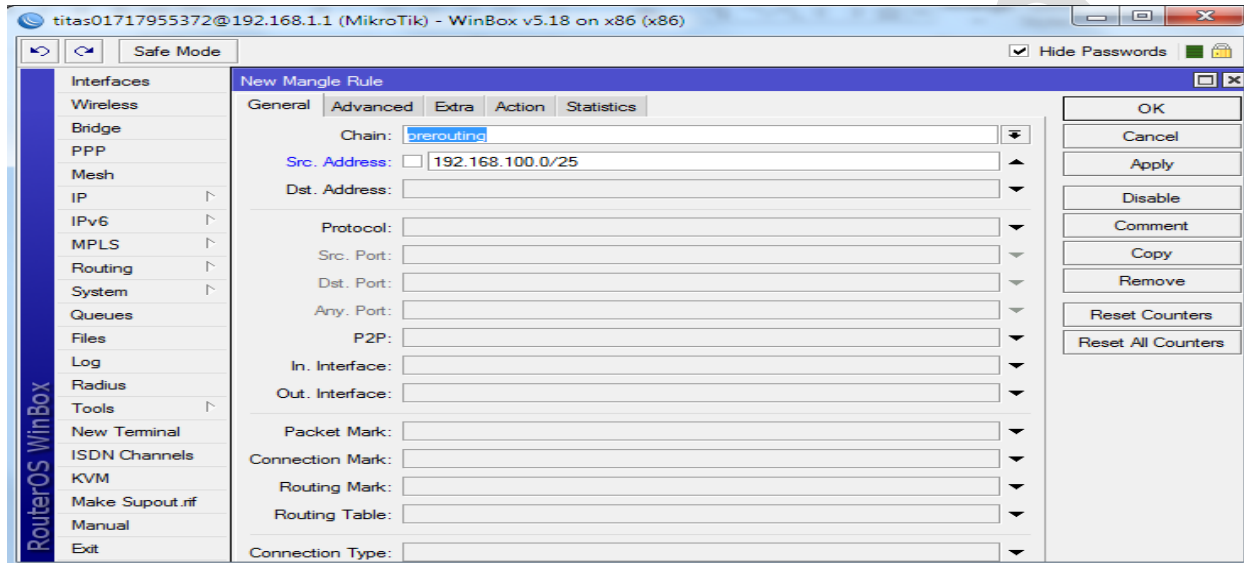 titas01717955372@192.168.1.1 (MikroTik) - WinBox v5.18 on x86 (x86)
Safe Mode
Hide Passwords
RouterOS WinBox
Interfaces
Wireless
Bridge
PPP
Mesh
IP
IPv6
MPLS
Routing
System
Queues
Files
Log
Radius
Tools
New Terminal
ISDN Channels
KVM
Make Supout.rif
Manual
Exit
New Mangle Rule
General Advanced Extra Action Statistics
Chain: prerouting
Src. Address: 192.168.100.0/25
Dst. Address:
Protocol:
Src. Port:
Dst. Port:
Any. Port:
P2P:
In. Interface:
Out. Interface:
Packet Mark:
Connection Mark:
Routing Mark:
Routing Table:
Connection Type:
OK
Cancel
Apply
Disable
Comment
Copy
Remove
Reset Counters
Reset All Counters